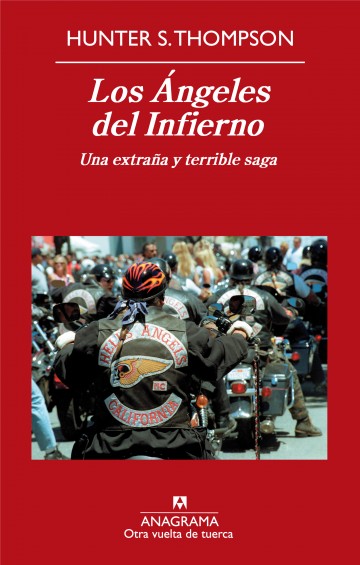 HUNTER S. THOMPSON
Los Ángeles
del Infierno
Una extraña y terrible saga
HELLS ANGELS
MC
CALIFORNIA
ANAGRAMA
Otra vuelta de tuerca